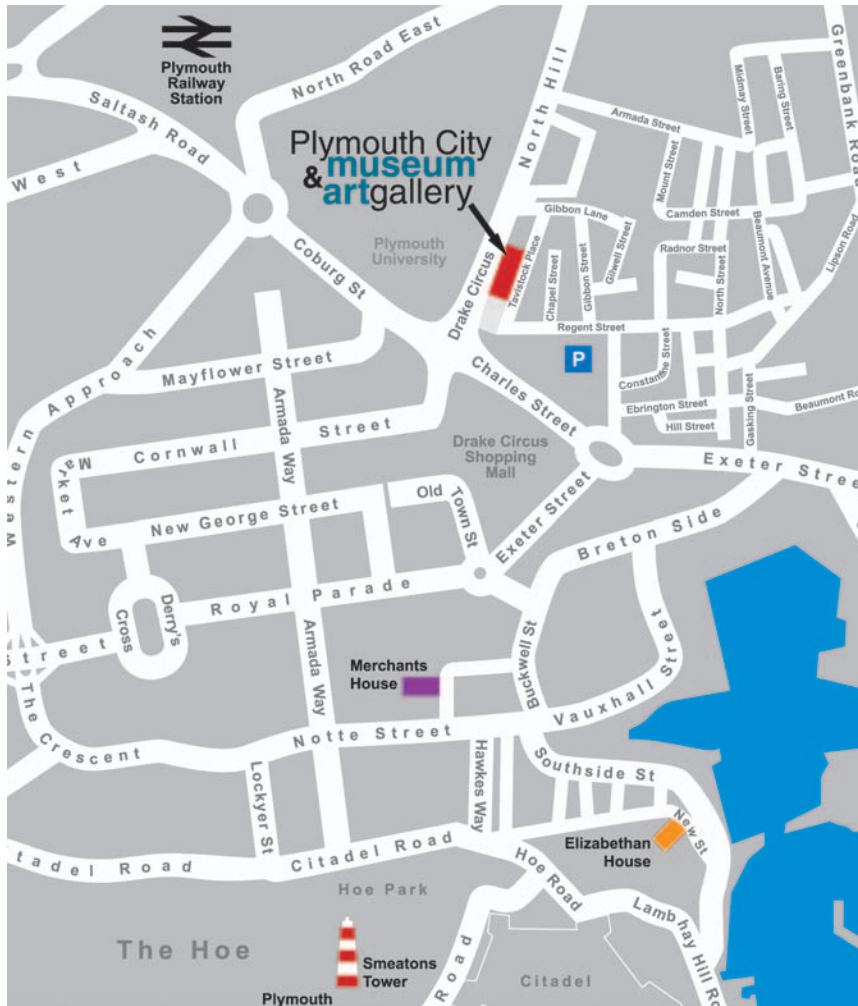 Plymouth
Railway
Station
North Road East
Saltash Road
West
North Hill
Greenbank Road
Midmay Street
Baring Street
Armada Street
Mount Street
Plymouth City
& museum
artgallery
Plymouth
University
Coburg St
Drake Circus
Tavistock Place
Gibbon Lane
Gilwell Street
Gibbon Street
Chapel Street
Camden Street
Radnor Street
Beaumont Avenue
Lipson Road
North Street
Regent Street
P
Constantine Street
Ebrington Street
Hill Street
Gasking Street
Beaumont Ro
Western Approach
Mayflower Street
Armada Way
Charles Street
Cornwall Street
Market Ave
Drake Circus
Shopping
Mall
Exeter Stree
New George Street
Old Town St
Exeter Street
Breton Side
Royal Parade
Derry's
Cross
street
Armada Way
Merchants
House
Buckwell St
Vauxhall Street
The Crescent
Notte Street
Lockyer St
Hawkes Way
Southside St
New St
Elizabethan
House
itadel Road
Citadel Road
Hoe Road
Hoe Park
Lambhay Hill Ro
The Hoe
Smeatons
Tower
Plymouth
Road
Citadel